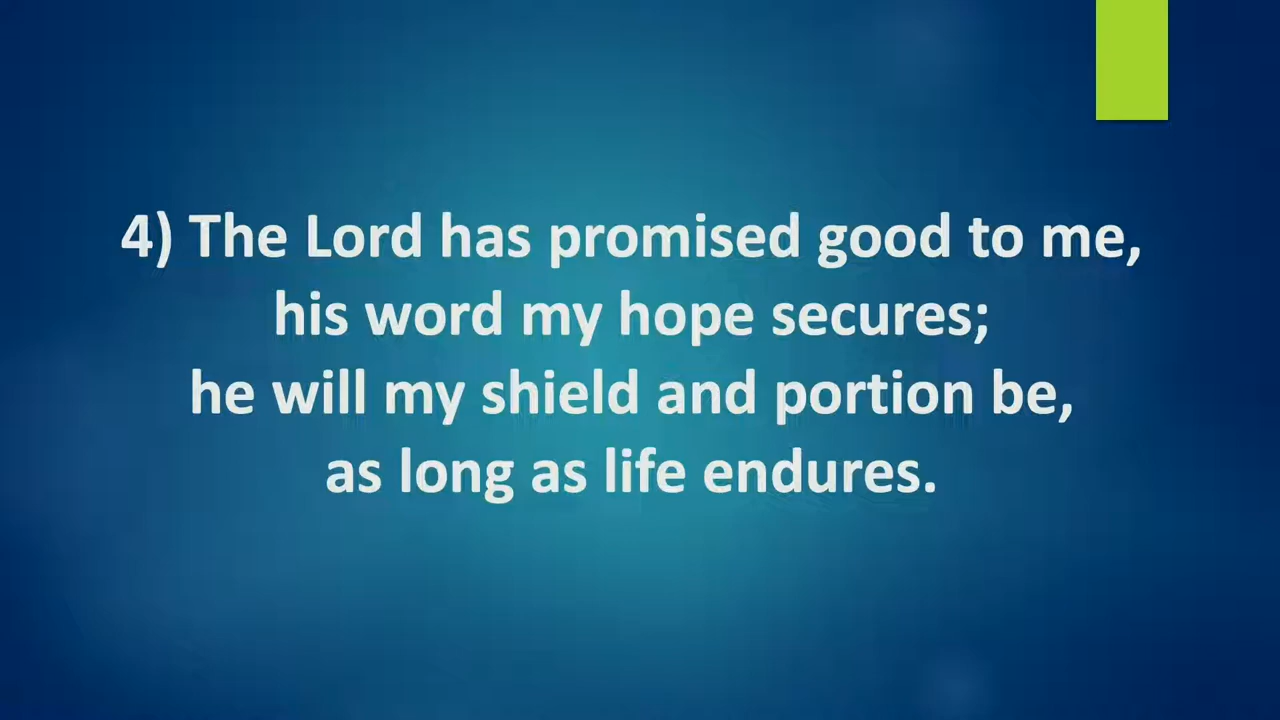 4) The Lord has promised good to me,
his word my hope secures;
he will my shield and portion be,
as long as life endures.